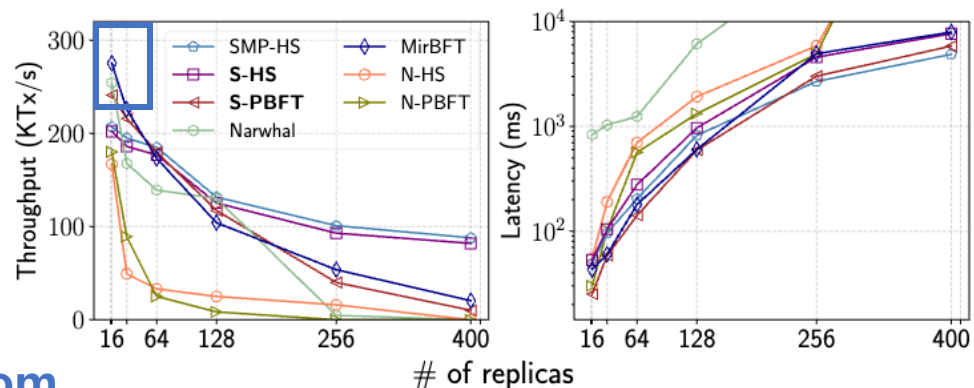 Throughput (KTx/s)
300
200
100
0
SMP-HS
S-HS
S-PBFT
Narwhal
MirBFT
N-HS
N-PBFT
16 64 128 256 400
Latency (ms)
10^4
10^3
10^2
16 64 128 256 400
# of replicas
om